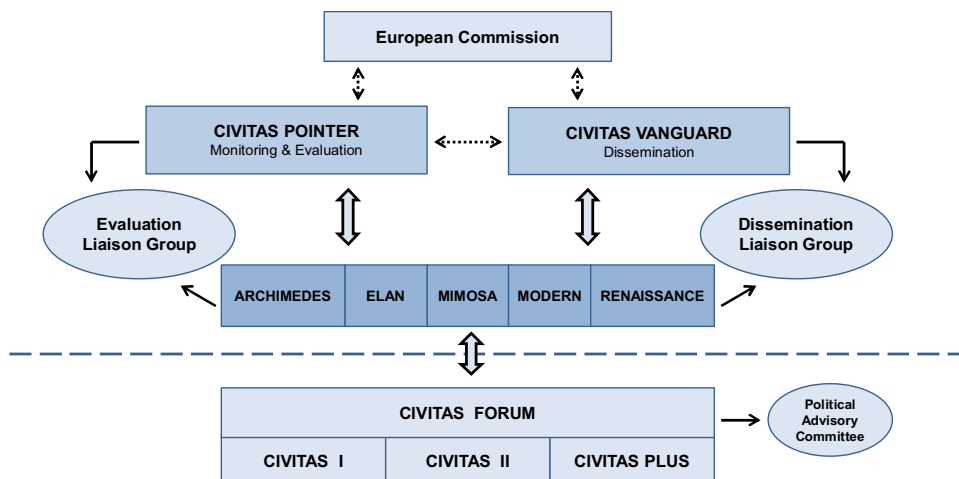 European Commission
CIVITAS POINTER
Monitoring & Evaluation
CIVITAS VANGUARD
Dissemination
Evaluation
Liaison Group
Dissemination
Liaison Group
ARCHIMEDES
ELAN
MIMOSA
MODERN
RENAISSANCE
CIVITAS FORUM
Political
Advisory
Committee
CIVITAS I
CIVITAS II
CIVITAS PLUS